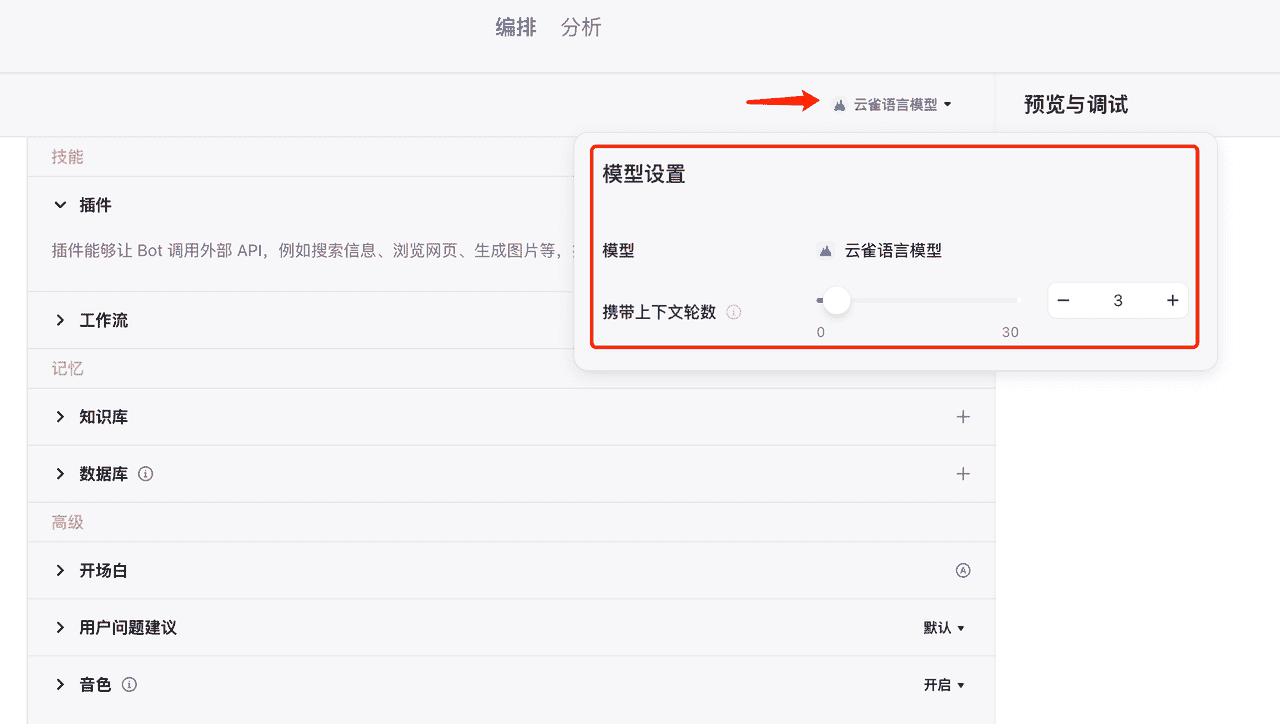 编排 分析
云雀语言模型
预览与调试
技能
插件
插件能够让 Bot 调用外部 API，例如搜索信息、浏览网页、生成图片等，
工作流
记忆
知识库
数据库
高级
开场白
A
用户问题建议 默认
音色 开启
模型设置
模型 云雀语言模型
携带上下文轮数 3
0 30